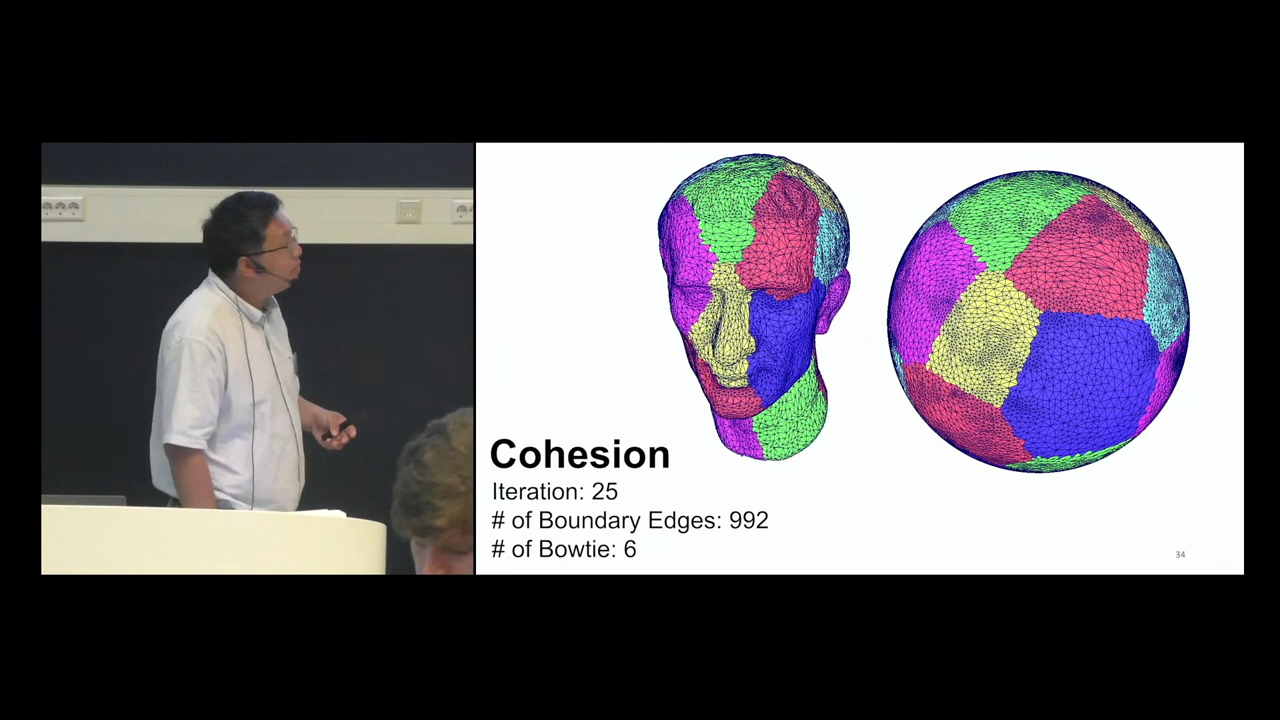 Cohesion
Iteration: 25
# of Boundary Edges: 992
# of Bowtie: 6
34